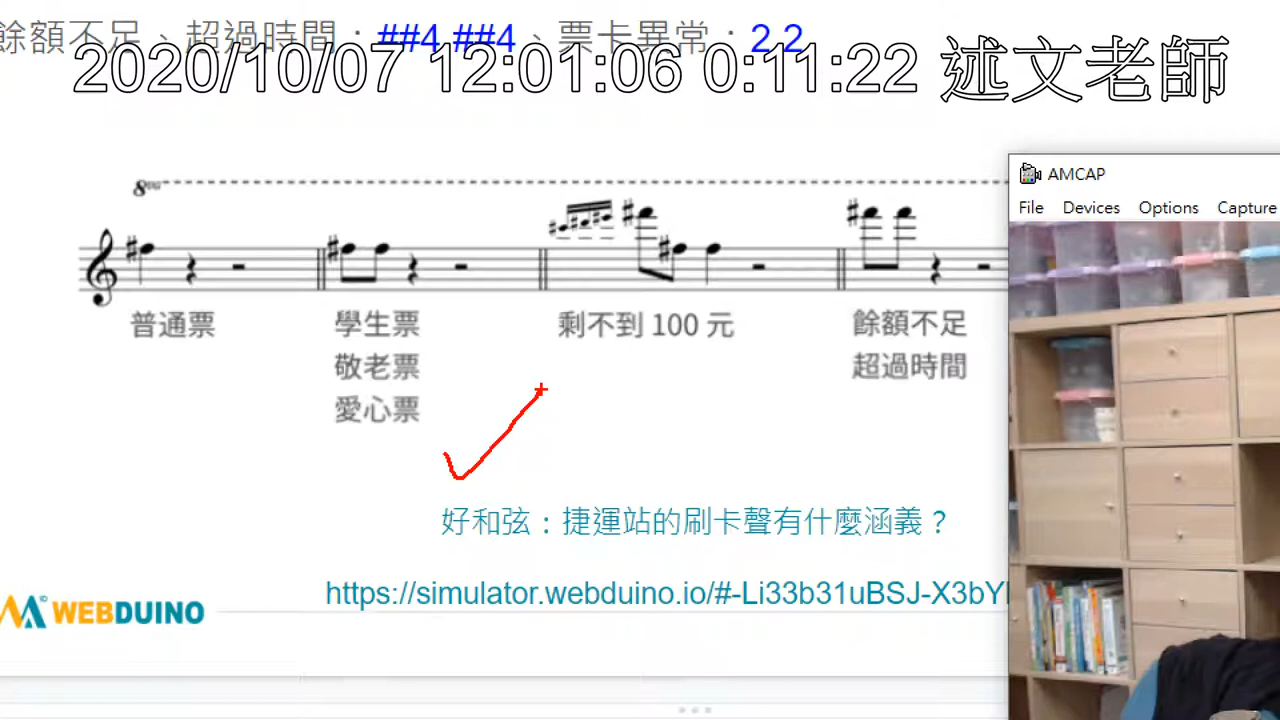 餘額不足、超過時間：##4 ##4、票卡異常：2 2
2020/10/07 12:01:06 0:11:22 述文老師
8va
普通票
學生票
敬老票
愛心票
剩不到 100 元
餘額不足
超過時間
AMCAP
File Devices Options Capture
好和弦：捷運站的刷卡聲有什麼涵義？
https://simulator.webduino.io/#-Li33b31uBSJ-X3bY
WEBDUINO